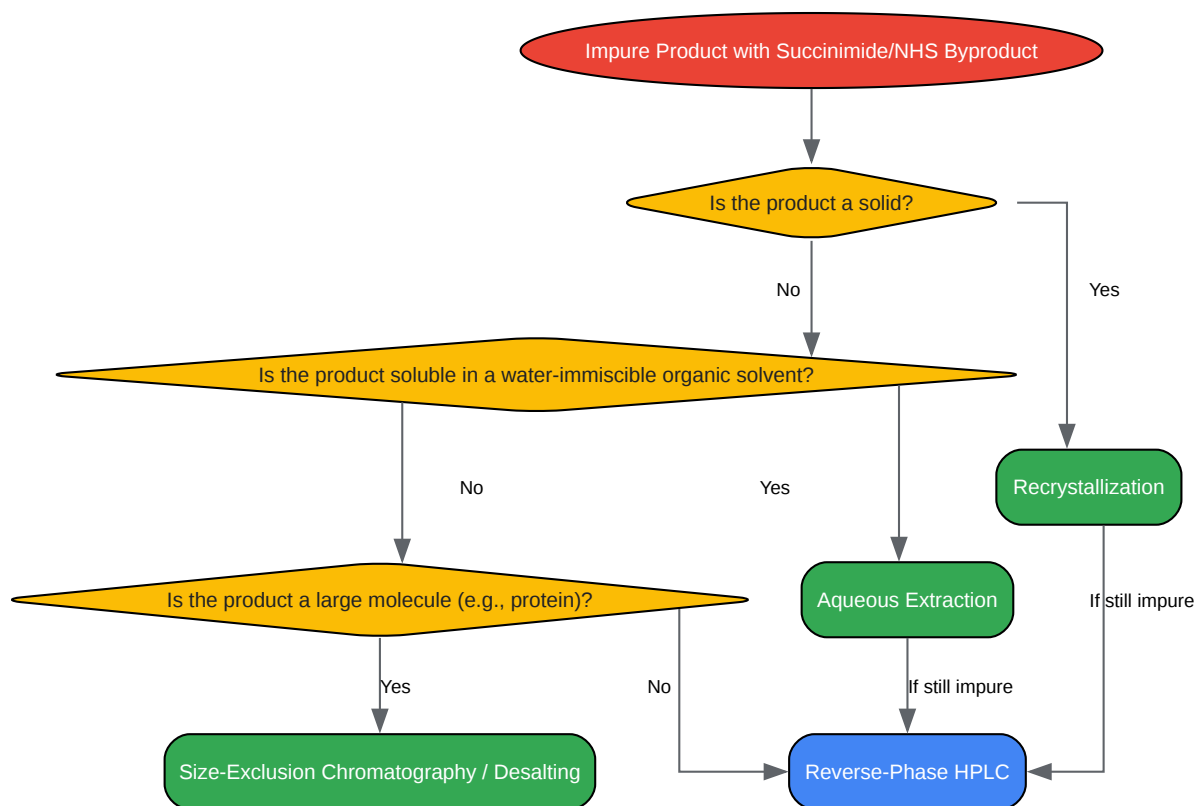 Impure Product with Succinimide/NHS Byproduct
Is the product a solid?
No
Yes
Is the product soluble in a water-immiscible organic solvent?
No
Yes
Recrystallization
Is the product a large molecule (e.g., protein)?
Aqueous Extraction
If still impure
Yes
No
If still impure
Size-Exclusion Chromatography / Desalting
Reverse-Phase HPLC